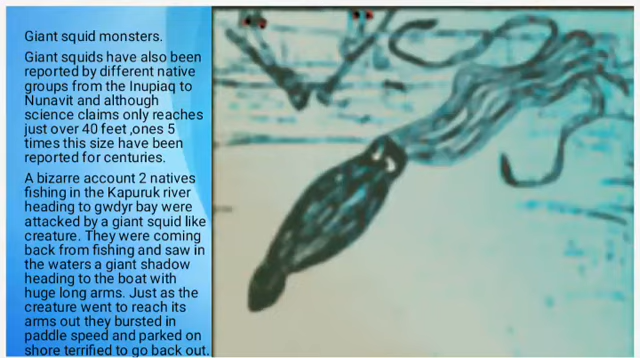 Giant squid monsters.
Giant squids have also been
reported by different native
groups from the Inupiaq to
Nunavit and although
science claims only reaches
just over 40 feet ,ones 5
times this size have been
reported for centuries.
A bizarre account 2 natives
fishing in the Kapuruk river
heading to gwdyr bay were
attacked by a giant squid like
creature. They were coming
back from fishing and saw in
the waters a giant shadow
heading to the boat with
huge long arms. Just as the
creature went to reach its
arms out they bursted in
paddle speed and parked on
shore terrified to go back out.